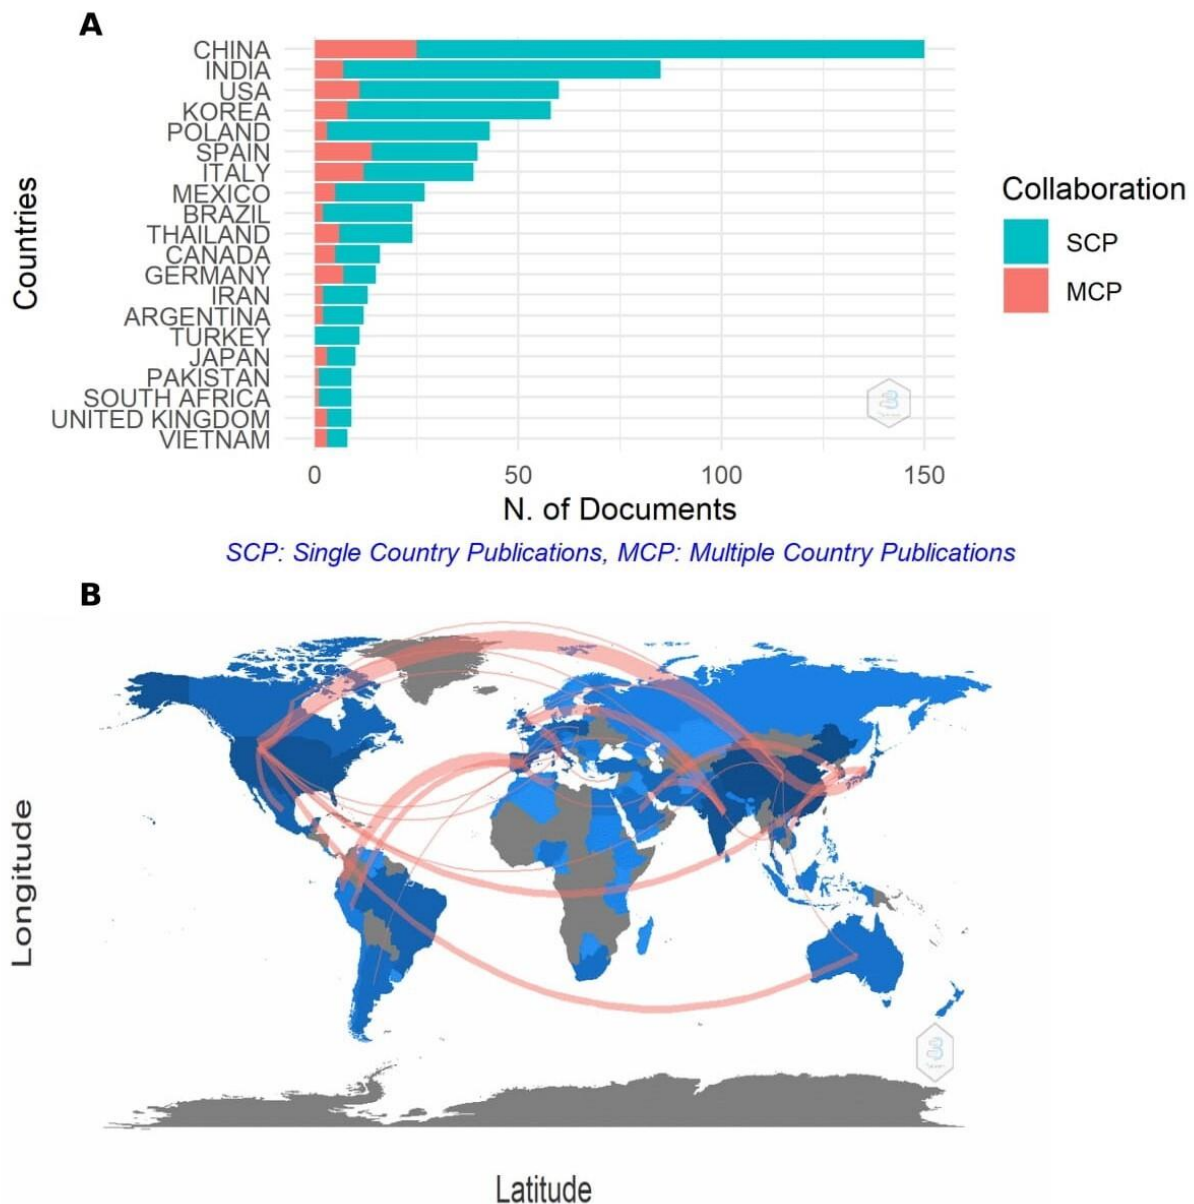 A
Countries
CHINA
INDIA
USA
KOREA
POLAND
SPAIN
ITALY
MEXICO
BRAZIL
THAILAND
CANADA
GERMANY
IRAN
ARGENTINA
TURKEY
JAPAN
PAKISTAN
SOUTH AFRICA
UNITED KINGDOM
VIETNAM
0 50 100 150
N. of Documents
Collaboration
SCP
MCP
SCP: Single Country Publications, MCP: Multiple Country Publications
B
Longitude
Latitude